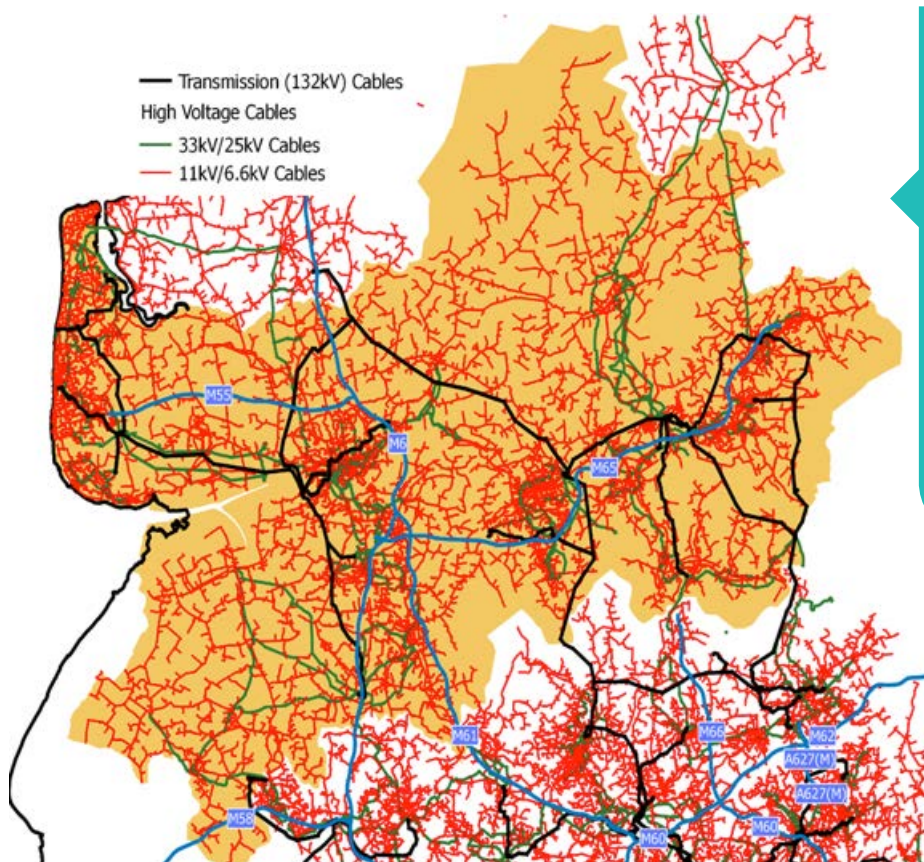 Transmission (132kV) Cables
High Voltage Cables
33kV/25kV Cables
11kV/6.6kV Cables
M55
M6
M65
M61
M66
M62
A627(M)
A627(M)
M58
M60
M60